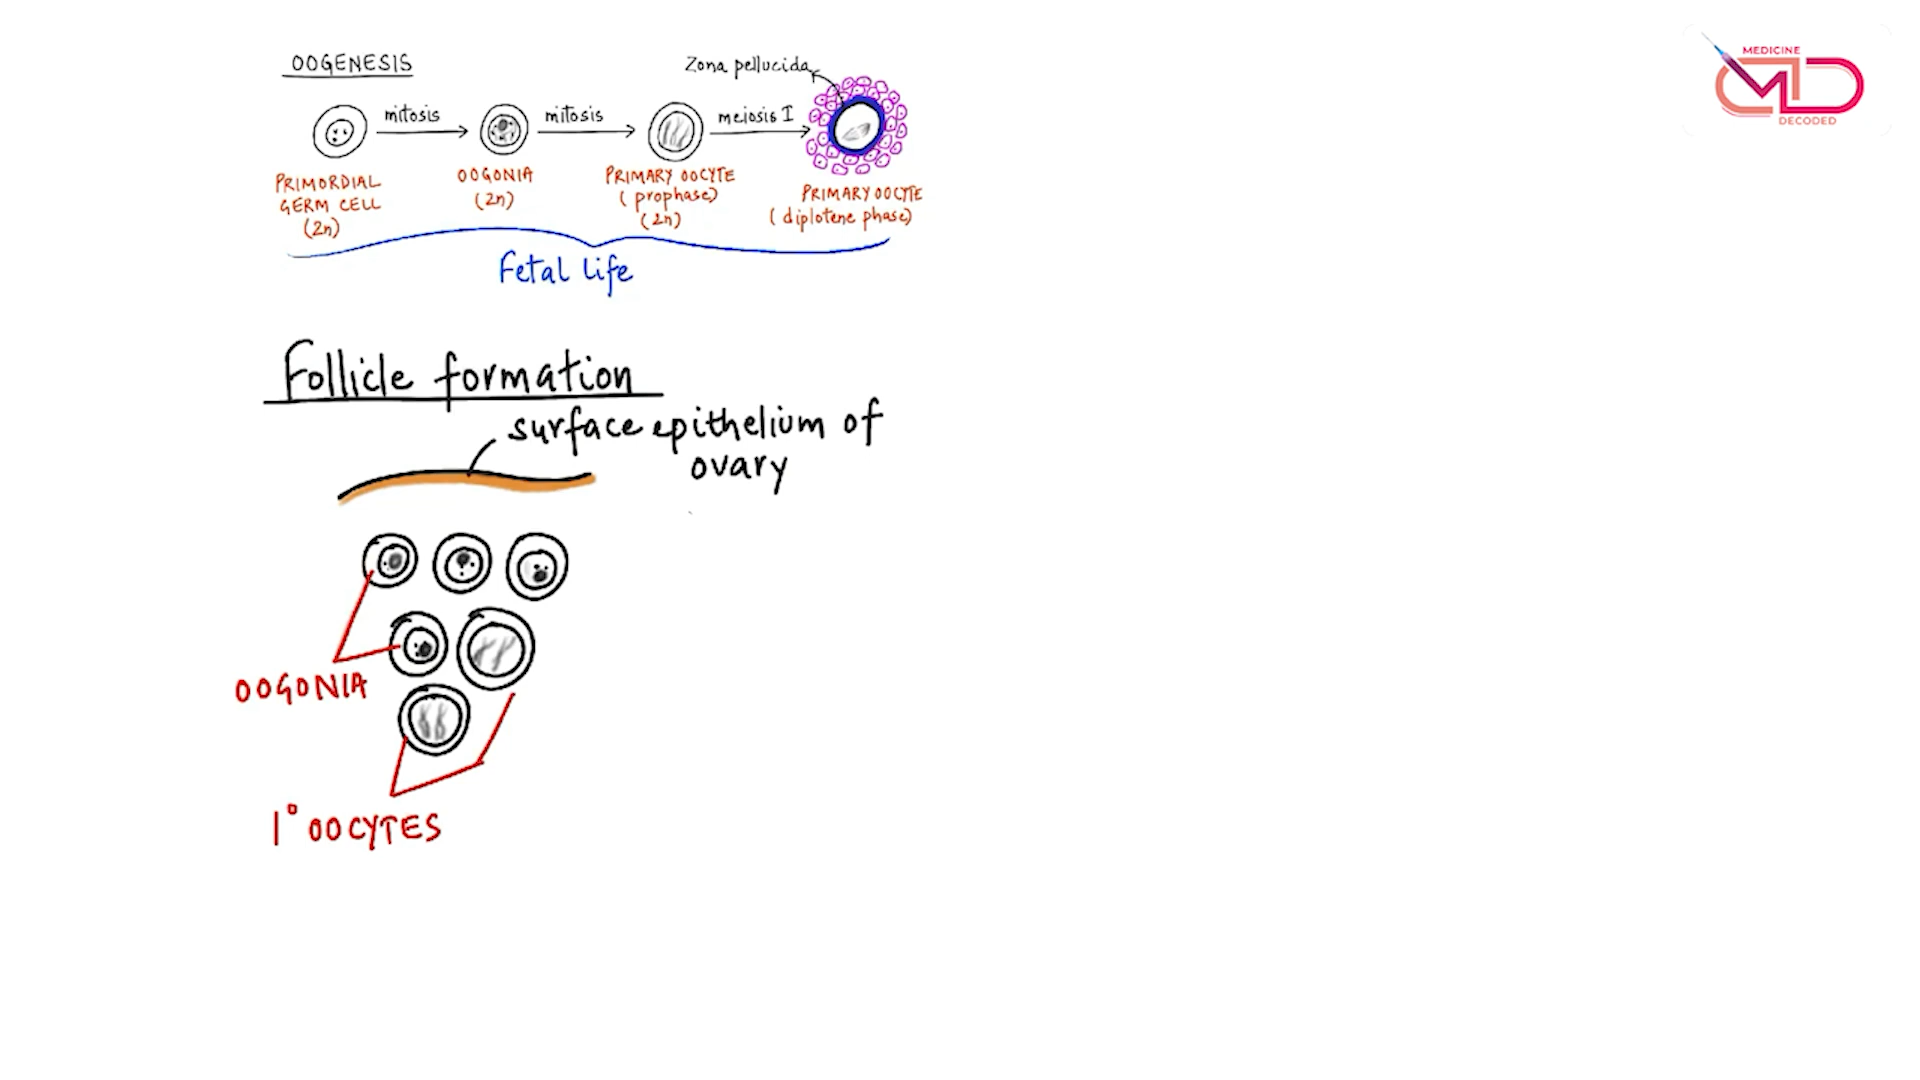 OOGENESIS
Zona pellucida
mitosis
mitosis
meiosis I
PRIMORDIAL
GERM CELL
(2n)
OOGONIA
(2n)
PRIMARY OOCYTE
( prophase)
(2n)
PRIMARY OOCYTE
( diplotene phase)
Fetal life
Follicle formation
surface epithelium of
ovary
OOGONIA
1° OOCYTES
MEDICINE
MD
DECODED